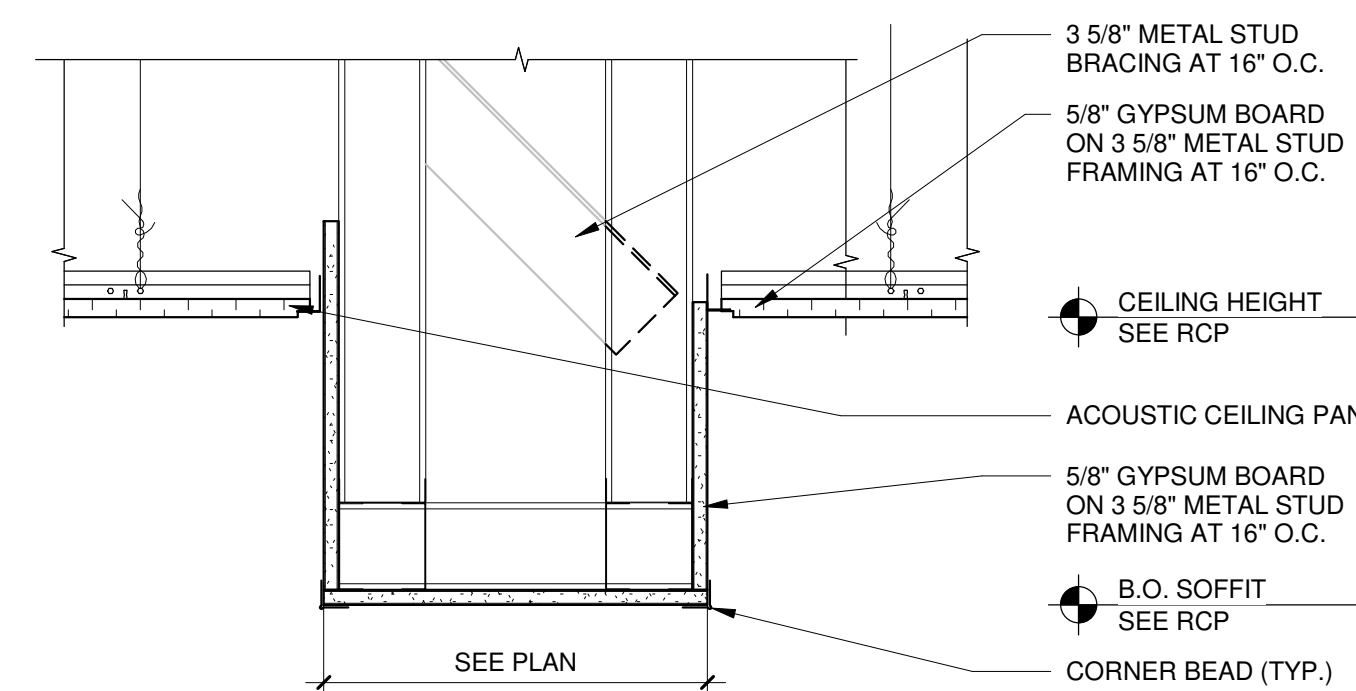 3 5/8" METAL STUD
BRACING AT 16" O.C.
5/8" GYPSUM BOARD
ON 3 5/8" METAL STUD
FRAMING AT 16" O.C.
CEILING HEIGHT
SEE RCP
ACOUSTIC CEILING PAN
5/8" GYPSUM BOARD
ON 3 5/8" METAL STUD
FRAMING AT 16" O.C.
B.O. SOFFIT
SEE RCP
SEE PLAN
CORNER BEAD (TYP.)